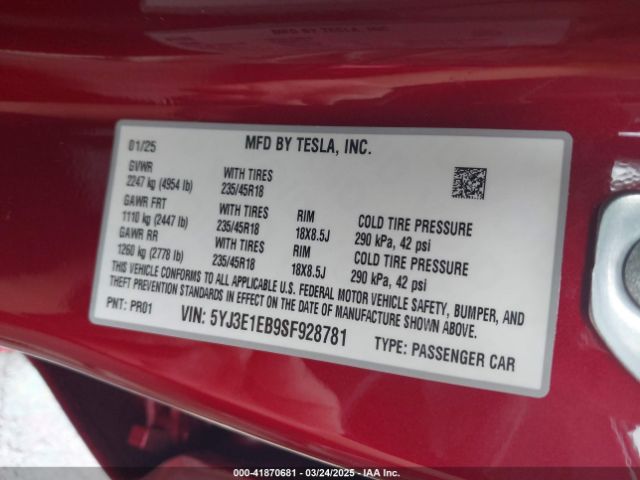 MFD BY TESLA, INC.
01/25 MFD BY TESLA, INC.
GVWR
2247 kg (4954 lb) WITH TIRES 235/45R18
GAWR FRT
1110 kg (2447 lb) WITH TIRES 235/45R18 RIM 18X8.5J COLD TIRE PRESSURE 290 kPa, 42 psi
GAWR RR
1260 kg (2778 lb) WITH TIRES 235/45R18 RIM 18X8.5J COLD TIRE PRESSURE 290 kPa, 42 psi
THIS VEHICLE CONFORMS TO ALL APPLICABLE U.S. FEDERAL MOTOR VEHICLE SAFETY, BUMPER, AND
THEFT PREVENTION STANDARDS IN EFFECT ON THE DATE OF MANUFACTURE SHOWN ABOVE.
PNT: PR01 VIN: 5YJ3E1EB9SF928781 TYPE: PASSENGER CAR
000-41870681 - 03/24/2025 - IAA Inc.